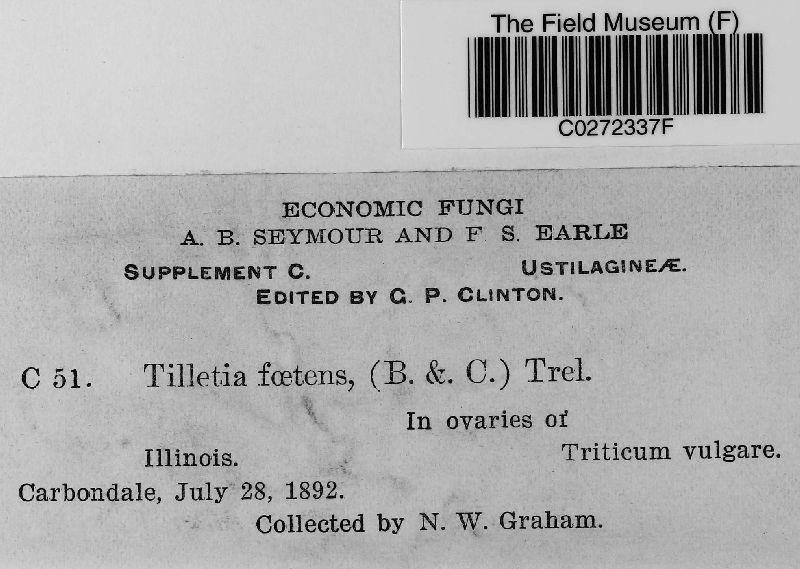 The Field Museum (F)
C0272337F
ECONOMIC FUNGI
A. B. SEYMOUR AND F S. EARLE
SUPPLEMENT C. USTILAGINEÆ.
EDITED BY G. P. CLINTON.
C 51. Tilletia fœtens, (B. &. C.) Trel.
In ovaries of
Illinois. Triticum vulgare.
Carbondale, July 28, 1892.
Collected by N. W. Graham.